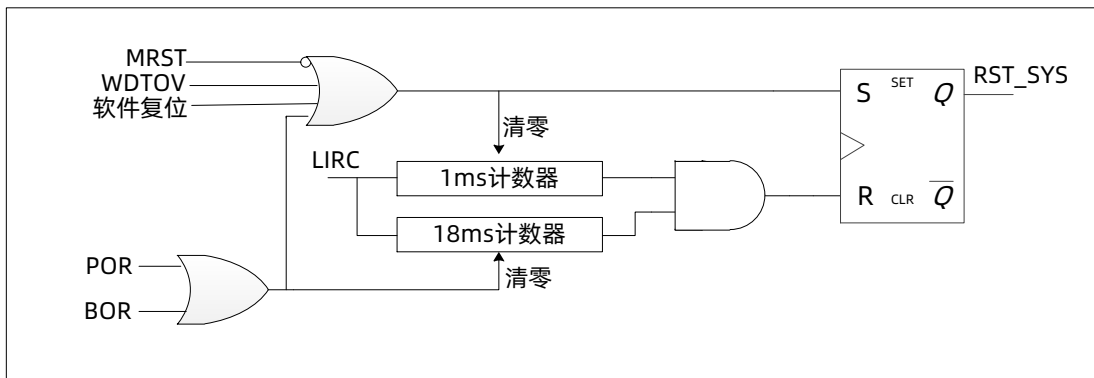 MRST
WDTOV
软件复位
清零
LIRC
1ms计数器
18ms计数器
清零
POR
BOR
S SET Q RST_SYS
R CLR Q̅